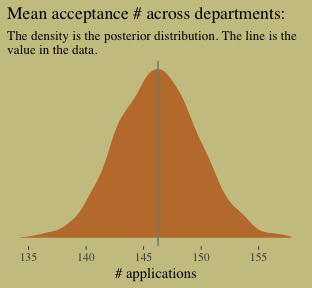 Mean acceptance # across departments:
The density is the posterior distribution. The line is the
value in the data.
135 140 145 150 155
# applications